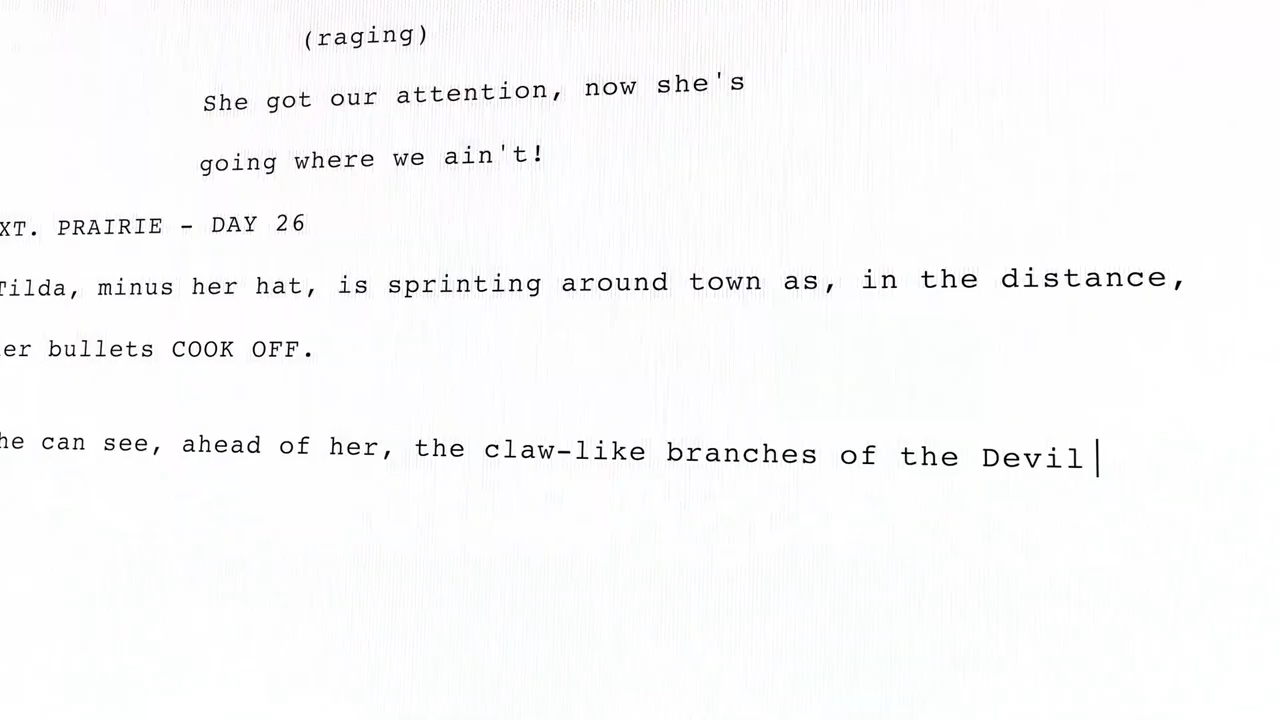 (raging)
She got our attention, now she's
going where we ain't!
XT. PRAIRIE - DAY 26
Tilda, minus her hat, is sprinting around town as, in the distance,
er bullets COOK OFF.
he can see, ahead of her, the claw-like branches of the Devil